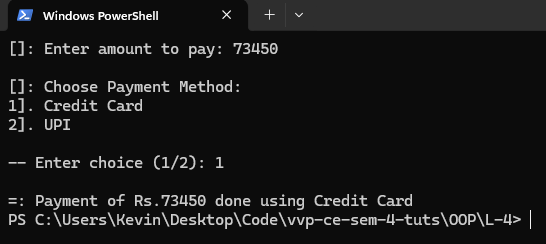 Windows PowerShell
[]: Enter amount to pay: 73450
[]: Choose Payment Method:
1]. Credit Card
2]. UPI
-- Enter choice (1/2): 1
=: Payment of Rs.73450 done using Credit Card
PS C:\Users\Kevin\Desktop\Code\vvp-ce-sem-4-tuts\OOP\L-4>